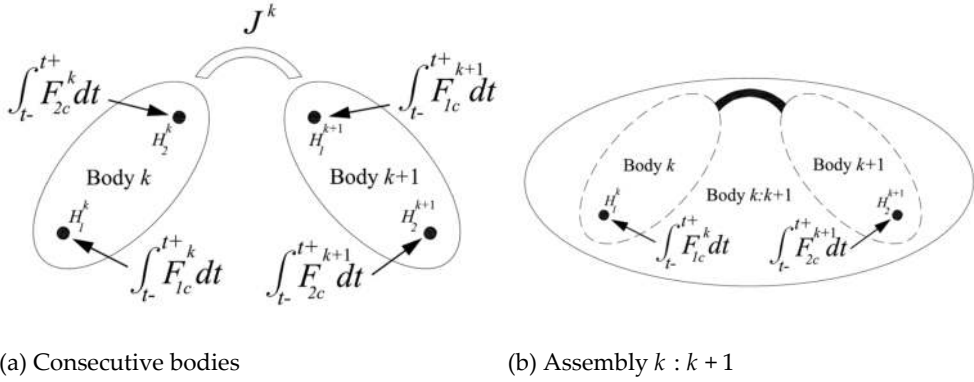 J^k
∫_{t-}^{t+} F_{2c}^k dt
∫_{t-}^{t+} F_{1c}^{k+1} dt
H_2^k
H_1^{k+1}
Body k
Body k+1
H_1^k
H_2^{k+1}
∫_{t-}^{t+} F_{1c}^k dt
∫_{t-}^{t+} F_{2c}^{k+1} dt
(a) Consecutive bodies
Body k
Body k+1
Body k:k+1
H_1^k
H_2^{k+1}
∫_{t-}^{t+} F_{1c}^k dt
∫_{t-}^{t+} F_{2c}^{k+1} dt
(b) Assembly k : k + 1